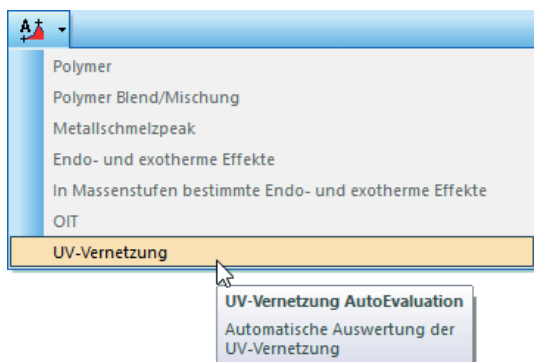 Polymer
Polymer Blend/Mischung
Metallschmelzpeak
Endo- und exotherme Effekte
In Massenstufen bestimmte Endo- und exotherme Effekte
OIT
UV-Vernetzung
UV-Vernetzung AutoEvaluation
Automatische Auswertung der
UV-Vernetzung